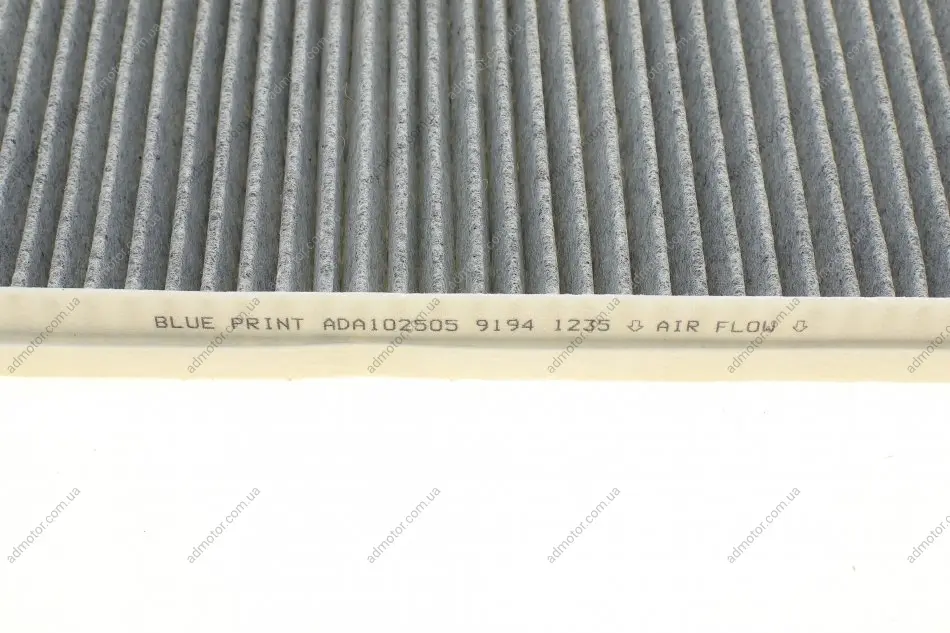 BLUE PRINT ADA102505 9194 1235 ⇩ AIR FLOW ⇩
admotor.com.ua